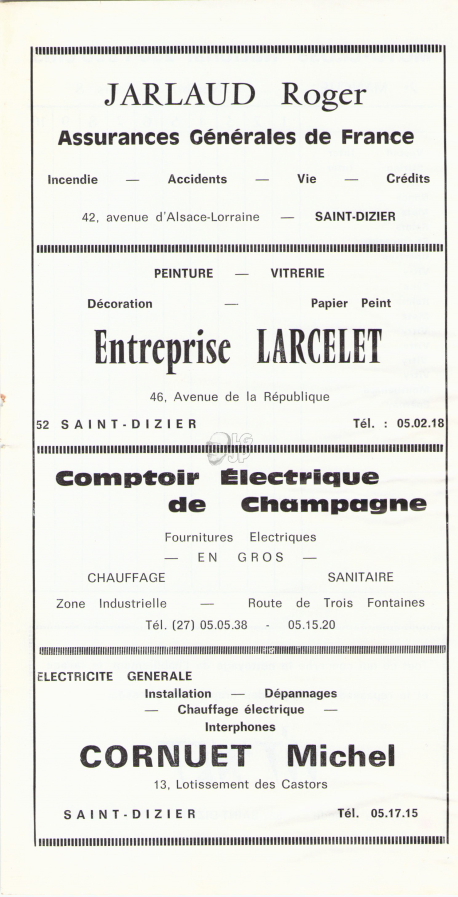 JARLAUD Roger
Assurances Générales de France
Incendie — Accidents — Vie — Crédits
42, avenue d'Alsace-Lorraine — SAINT-DIZIER
PEINTURE — VITRERIE
Décoration — Papier Peint
Entreprise LARCELET
46, Avenue de la République
52 SAINT-DIZIER Tél. : 05.02.18
Comptoir Électrique
de Champagne
Fournitures Electriques
— EN GROS —
CHAUFFAGE SANITAIRE
Zone Industrielle — Route de Trois Fontaines
Tél. (27) 05.05.38 - 05.15.20
ELECTRICITE GENERALE
Installation — Dépannages
— Chauffage électrique —
Interphones
CORNUET Michel
13, Lotissement des Castors
SAINT-DIZIER Tél. 05.17.15